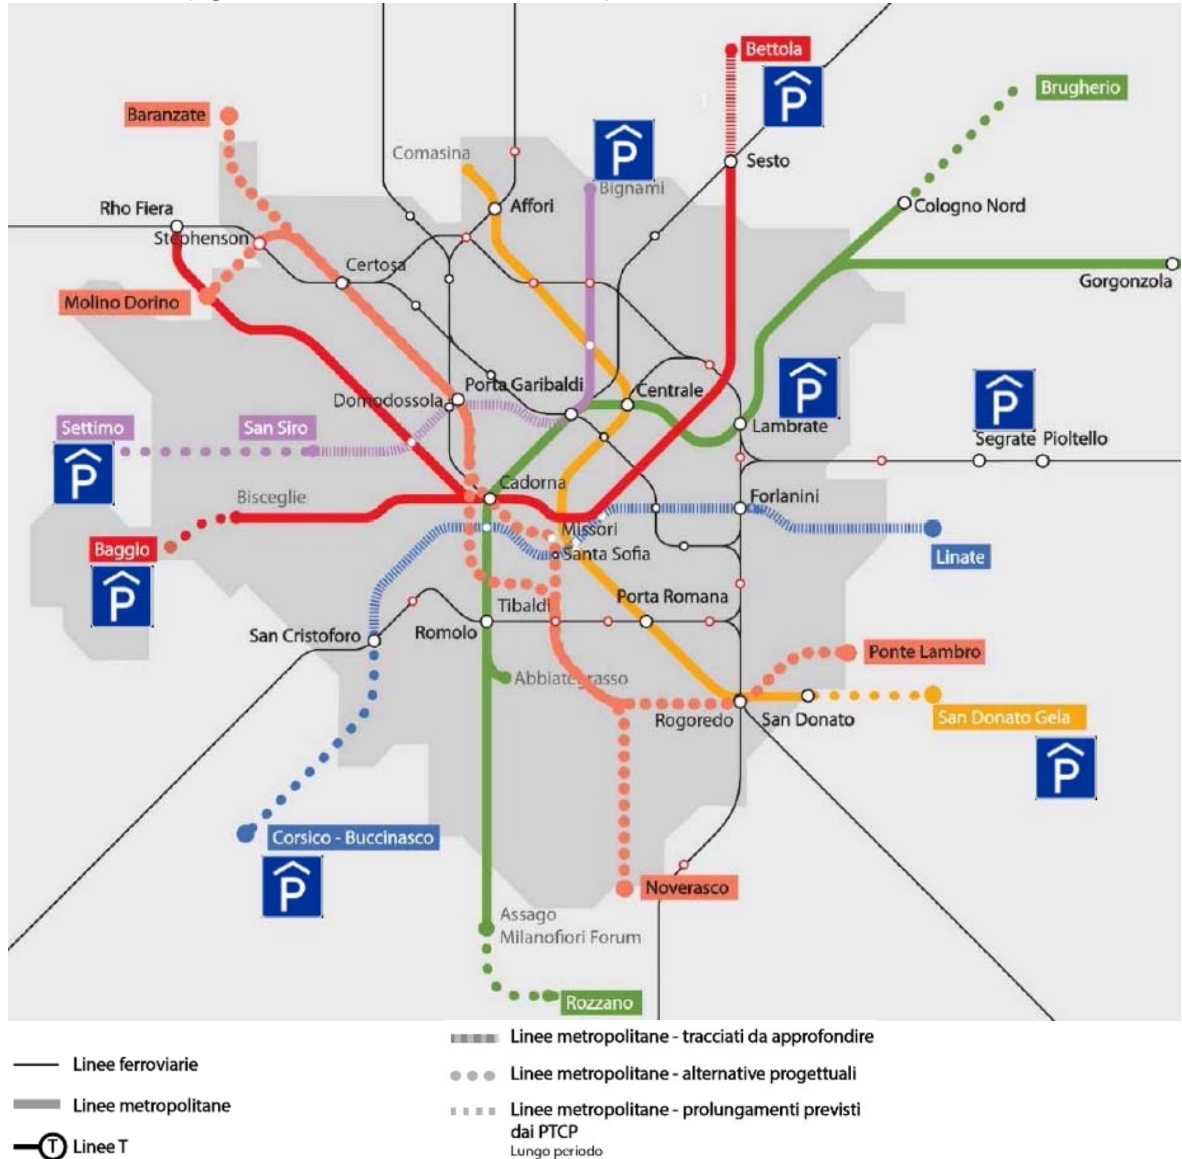 Bettola
P
Brugherio
Baranzate
P
Comasina
Bignami
Sesto
Affori
Cologno Nord
Rho Fiera
Stephenson
Certosa
Gorgonzola
Molino Dorino
P
P
Porta Garibaldi
Centrale
Domodossola
Settimo
San Siro
Lambrate
Segrate Pioltello
P
Cadorna
Bisceglie
Forlanini
Missori
Santa Sofia
Linate
Baggio
P
Tibaldi
Porta Romana
San Cristoforo
Romolo
Ponte Lambro
Abbiategrasso
Rogoredo
San Donato
San Donato Gela
P
Corsico - Buccinasco
P
Noverasco
Assago
Milanofiori Forum
Rozzano
Linee ferroviarie
Linee metropolitane
T Linee T
Linee metropolitane - tracciati da approfondire
Linee metropolitane - alternative progettuali
Linee metropolitane - prolungamenti previsti
dai PTCP
Lungo periodo